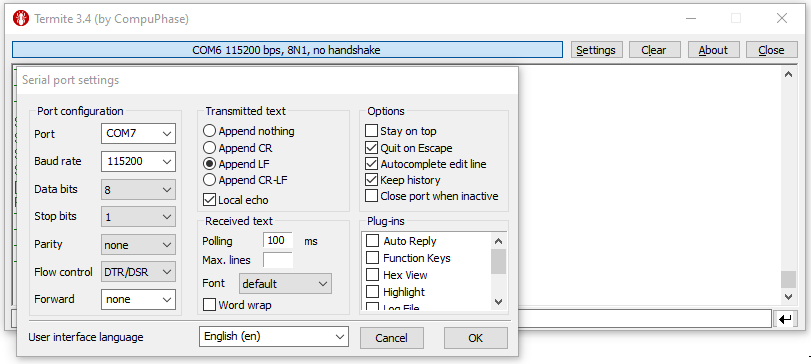 Termite 3.4 (by CompuPhase)
COM6 115200 bps, 8N1, no handshake
Settings
Clear
About
Close
Serial port settings
Port configuration
Port COM7
Baud rate 115200
Data bits 8
Stop bits 1
Parity none
Flow control DTR/DSR
Forward none
Transmitted text
Append nothing
Append CR
Append LF
Append CR-LF
Local echo
Received text
Polling 100 ms
Max. lines
Font default
Word wrap
Options
Stay on top
Quit on Escape
Autocomplete edit line
Keep history
Close port when inactive
Plug-ins
Auto Reply
Function Keys
Hex View
Highlight
Log File
User interface language English (en)
Cancel
OK